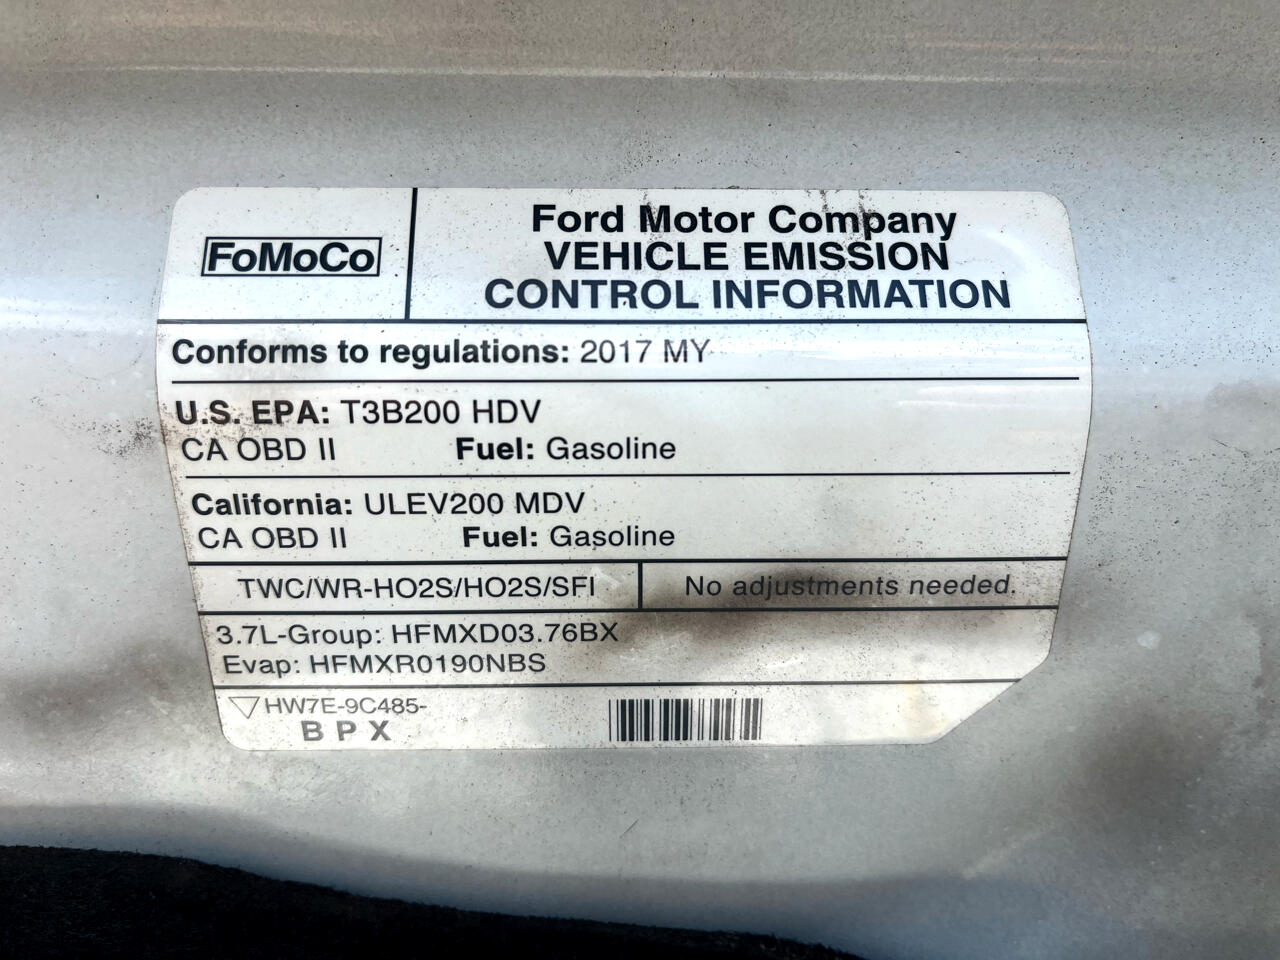 FoMoCo
Ford Motor Company
VEHICLE EMISSION
CONTROL INFORMATION
Conforms to regulations: 2017 MY
U.S. EPA: T3B200 HDV
CA OBD II Fuel: Gasoline
California: ULEV200 MDV
CA OBD II Fuel: Gasoline
TWC/WR-HO2S/HO2S/SFI
No adjustments needed.
3.7L-Group: HFMXD03.76BX
Evap: HFMXR0190NBS
HW7E-9C485-
B P X